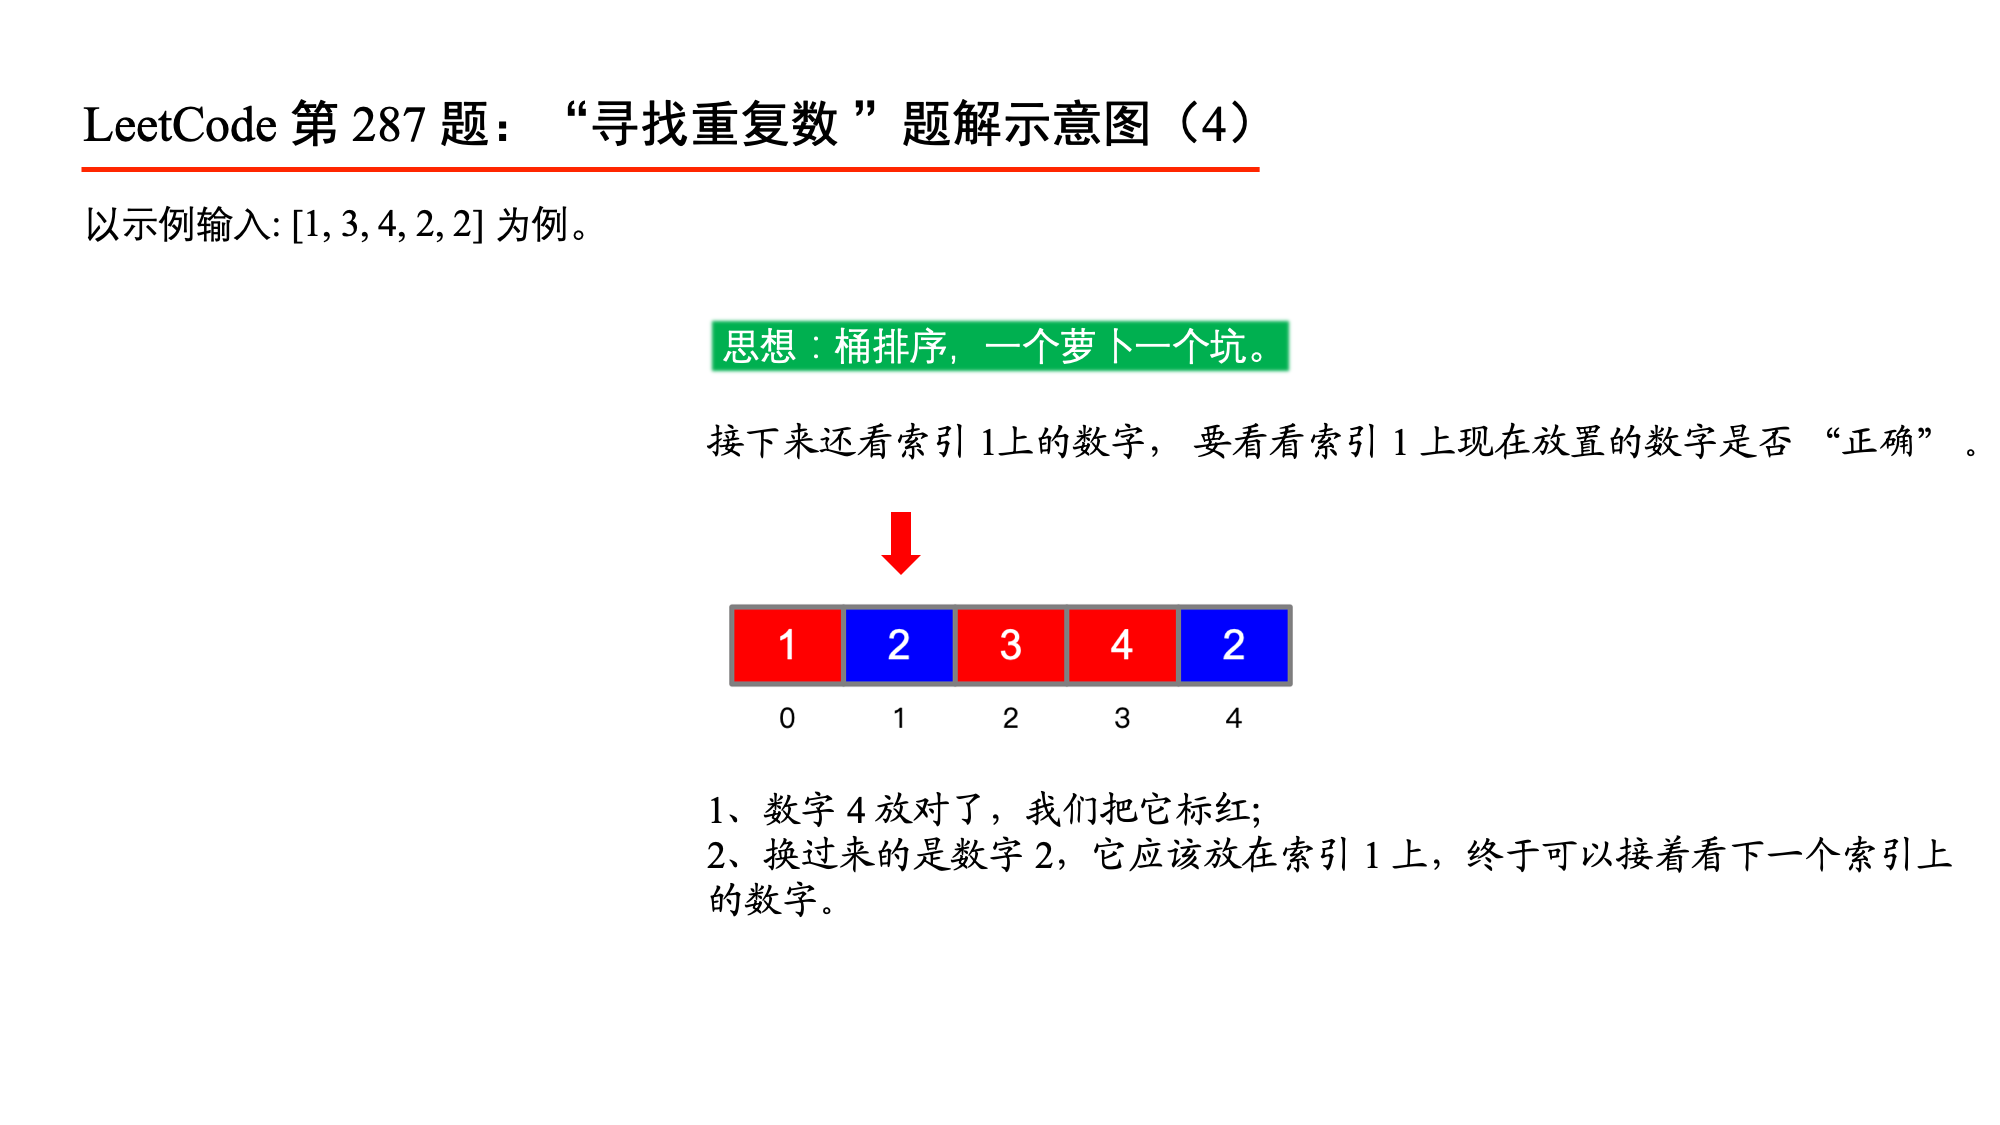 LeetCode 第 287 题：“寻找重复数 ”题解示意图（4）
以示例输入: [1, 3, 4, 2, 2] 为例。
思想：桶排序，一个萝卜一个坑。
接下来还看索引 1上的数字， 要看看索引 1 上现在放置的数字是否 “正确” 。
1 2 3 4 2
0 1 2 3 4
1、数字 4 放对了，我们把它标红;
2、换过来的是数字 2，它应该放在索引 1 上，终于可以接着看下一个索引上
的数字。